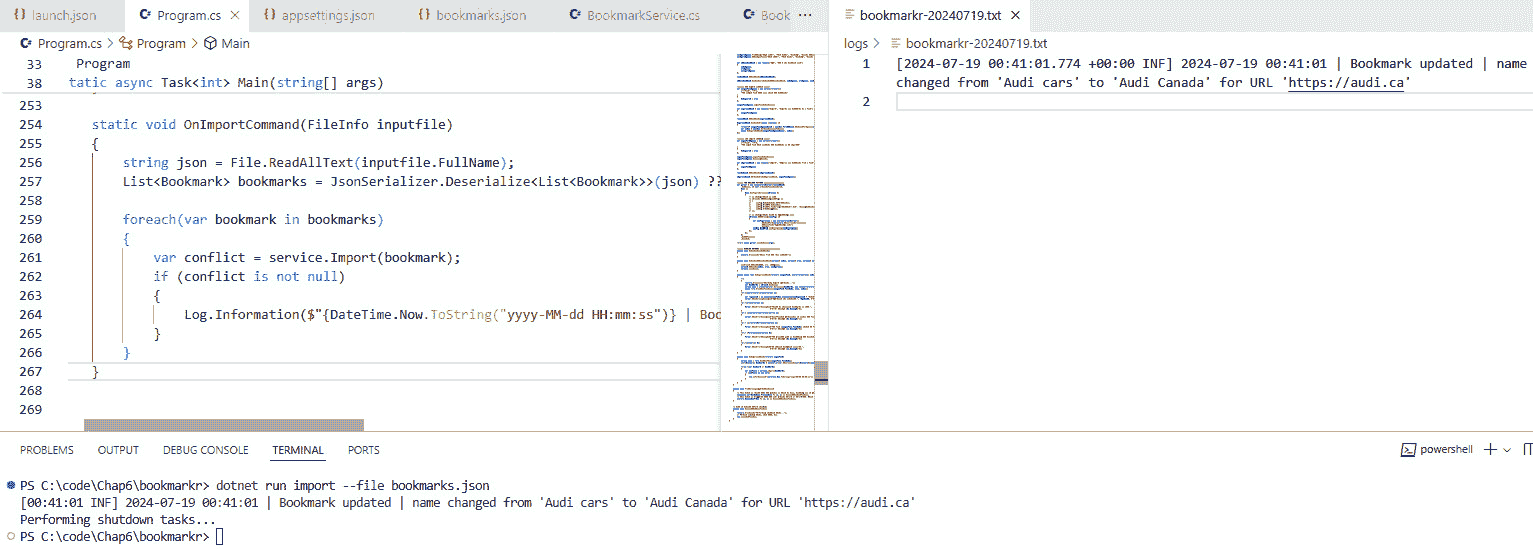 launch.json
Program.cs
appsettings.json
bookmarks.json
BookmarkService.cs
Book
bookmarkr-20240719.txt
Program.cs > Program > Main
logs > bookmarkr-20240719.txt
33 Program
38 tatic async Task<int> Main(string[] args)
253
254 static void OnImportCommand(FileInfo inputfile)
255 {
256 string json = File.ReadAllText(inputfile.FullName);
257 List<Bookmark> bookmarks = JsonSerializer.Deserialize<List<Bookmark>>(json) ??
258
259 foreach(var bookmark in bookmarks)
260 {
261 var conflict = service.Import(bookmark);
262 if (conflict is not null)
263 {
264 Log.Information($"{DateTime.Now.ToString("yyyy-MM-dd HH:mm:ss")} | Boo
265 }
266 }
267 }
268
269
1 [2024-07-19 00:41:01.774 +00:00 INF] 2024-07-19 00:41:01 | Bookmark updated | name
changed from 'Audi cars' to 'Audi Canada' for URL 'https://audi.ca'
2
PROBLEMS OUTPUT DEBUG CONSOLE TERMINAL PORTS
powershell
PS C:\code\Chap6\bookmarkr> dotnet run import --file bookmarks.json
[00:41:01 INF] 2024-07-19 00:41:01 | Bookmark updated | name changed from 'Audi cars' to 'Audi Canada' for URL 'https://audi.ca'
Performing shutdown tasks...
PS C:\code\Chap6\bookmarkr>